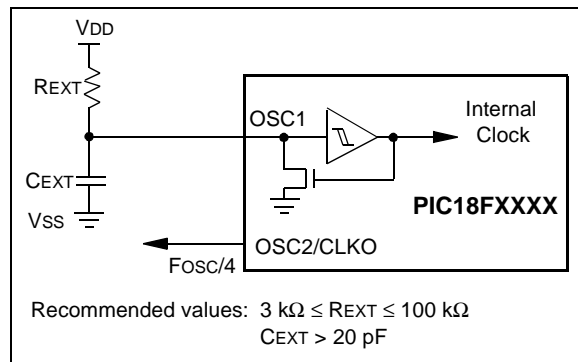 VDD
REXT
OSC1
Internal
Clock
CEXT
PIC18FXXXX
VSS
OSC2/CLKO
FOSC/4
Recommended values: 3 kΩ ≤ REXT ≤ 100 kΩ
CEXT > 20 pF